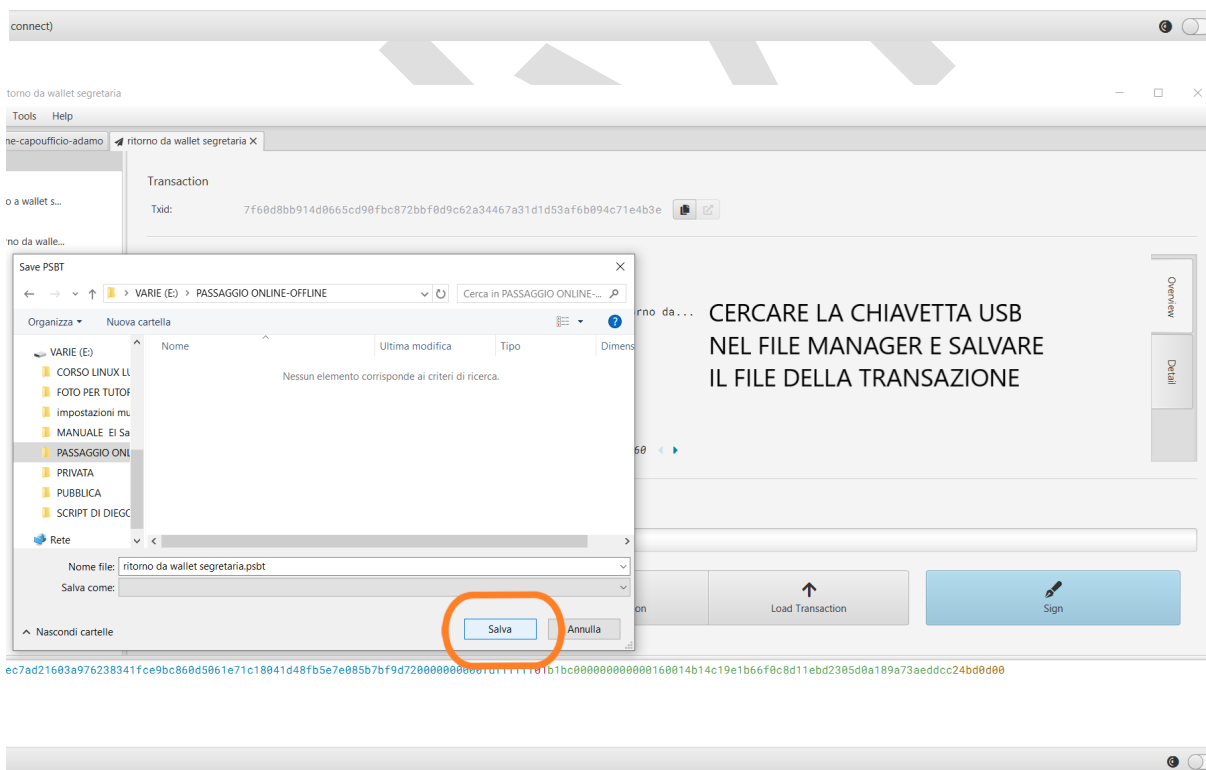 connect)
torno da wallet segretaria
Tools Help
ne-capoufficio-adamo ritorno da wallet segretaria
Transaction
o a wallet s...
Txid: 7f60d8bb914d0665cd90fbc872bbf0d9c62a34467a31d1d53af6b094c71e4b3e
no da walle...
Save PSBT
VARIE (E:) > PASSAGGIO ONLINE-OFFLINE
Cerca in PASSAGGIO ONLINE-...
Organizza Nuova cartella
Nome Ultima modifica Tipo Dimens
Nessun elemento corrisponde ai criteri di ricerca.
VARIE (E:)
CORSO LINUX LU
FOTO PER TUTOR
impostazioni mu
MANUALE El Sa
PASSAGGIO ONL
PRIVATA
PUBBLICA
SCRIPT DI DIEGO
Rete
Nome file: ritorno da wallet segretaria.psbt
Salva come:
Nascondi cartelle
Salva Annulla
rno da...
CERCARE LA CHIAVETTA USB
NEL FILE MANAGER E SALVARE
IL FILE DELLA TRANSAZIONE
Overview
Detail
60
on
Load Transaction
Sign